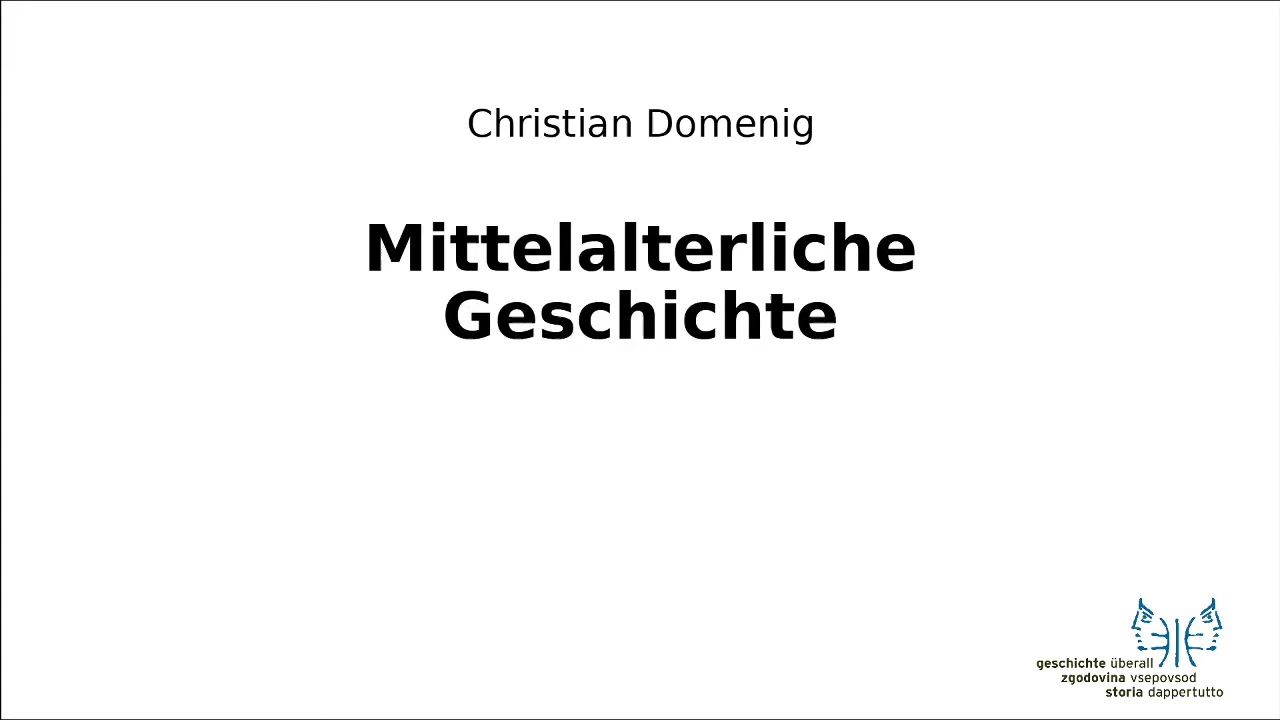 Christian Domenig
Mittelalterliche
Geschichte
geschichte überall
zgodovina vsepovsod
storia dappertutto